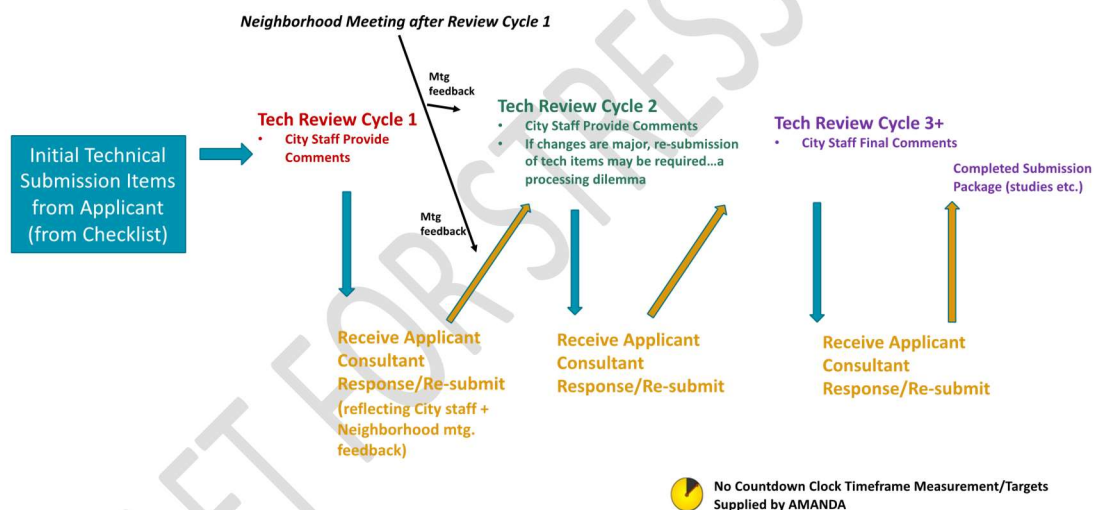 Neighborhood Meeting after Review Cycle 1
Mtg
feedback
Tech Review Cycle 1
• City Staff Provide
Comments
Tech Review Cycle 2
• City Staff Provide Comments
• If changes are major, re-submission
of tech items may be required...a
processing dilemma
Tech Review Cycle 3+
• City Staff Final Comments
Initial Technical
Submission Items
from Applicant
(from Checklist)
Completed Submission
Package (studies etc.)
Mtg
feedback
Receive Applicant
Consultant
Response/Re-submit
(reflecting City staff +
Neighborhood mtg.
feedback)
Receive Applicant
Consultant
Response/Re-submit
Receive Applicant
Consultant
Response/Re-submit
No Countdown Clock Timeframe Measurement/Targets
Supplied by AMANDA
FOR STRESS